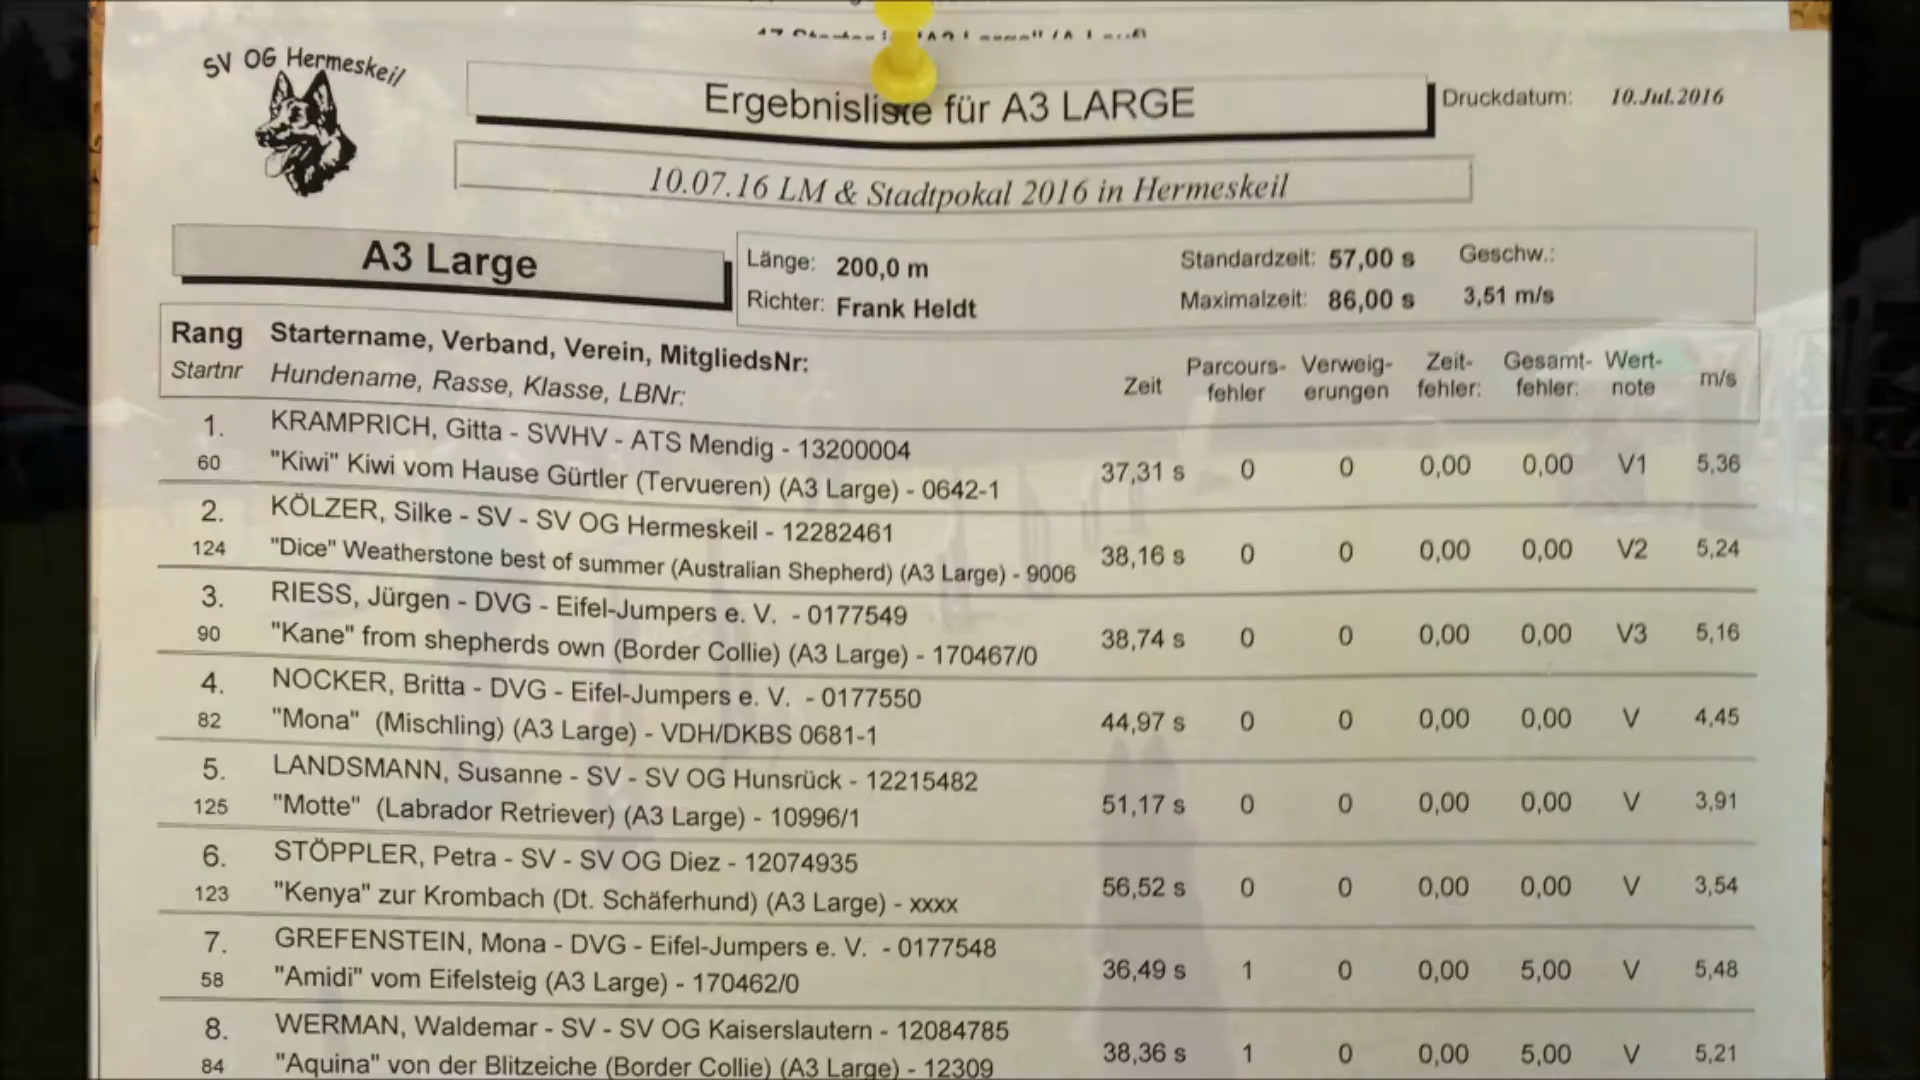 SV OG Hermeskeil
Ergebnisliste für A3 LARGE
Druckdatum: 10.Jul.2016
10.07.16 LM & Stadtpokal 2016 in Hermeskeil
A3 Large
Länge: 200,0 m Standardzeit: 57,00 s Geschw.:
Richter: Frank Heldt Maximalzeit: 86,00 s 3,51 m/s
Rang Startername, Verband, Verein, MitgliedsNr:
Startnr Hundename, Rasse, Klasse, LBNr:
Zeit Parcours- Verweig- Zeit- Gesamt- Wert- m/s
fehler erungen fehler: fehler: note
1. KRAMPRICH, Gitta - SWHV - ATS Mendig - 13200004
60 "Kiwi" Kiwi vom Hause Gürtler (Tervueren) (A3 Large) - 0642-1 37,31 s 0 0 0,00 0,00 V1 5,36
2. KÖLZER, Silke - SV - SV OG Hermeskeil - 12282461
124 "Dice" Weatherstone best of summer (Australian Shepherd) (A3 Large) - 9006 38,16 s 0 0 0,00 0,00 V2 5,24
3. RIESS, Jürgen - DVG - Eifel-Jumpers e. V. - 0177549
90 "Kane" from shepherds own (Border Collie) (A3 Large) - 170467/0 38,74 s 0 0 0,00 0,00 V3 5,16
4. NOCKER, Britta - DVG - Eifel-Jumpers e. V. - 0177550
82 "Mona" (Mischling) (A3 Large) - VDH/DKBS 0681-1 44,97 s 0 0 0,00 0,00 V 4,45
5. LANDSMANN, Susanne - SV - SV OG Hunsrück - 12215482
125 "Motte" (Labrador Retriever) (A3 Large) - 10996/1 51,17 s 0 0 0,00 0,00 V 3,91
6. STÖPPLER, Petra - SV - SV OG Diez - 12074935
123 "Kenya" zur Krombach (Dt. Schäferhund) (A3 Large) - xxxx 56,52 s 0 0 0,00 0,00 V 3,54
7. GREFENSTEIN, Mona - DVG - Eifel-Jumpers e. V. - 0177548
58 "Amidi" vom Eifelsteig (A3 Large) - 170462/0 36,49 s 1 0 0,00 5,00 V 5,48
8. WERMAN, Waldemar - SV - SV OG Kaiserslautern - 12084785
84 "Aquina" von der Blitzeiche (Border Collie) (A3 Large) - 12309 38,36 s 1 0 0,00 5,00 V 5,21